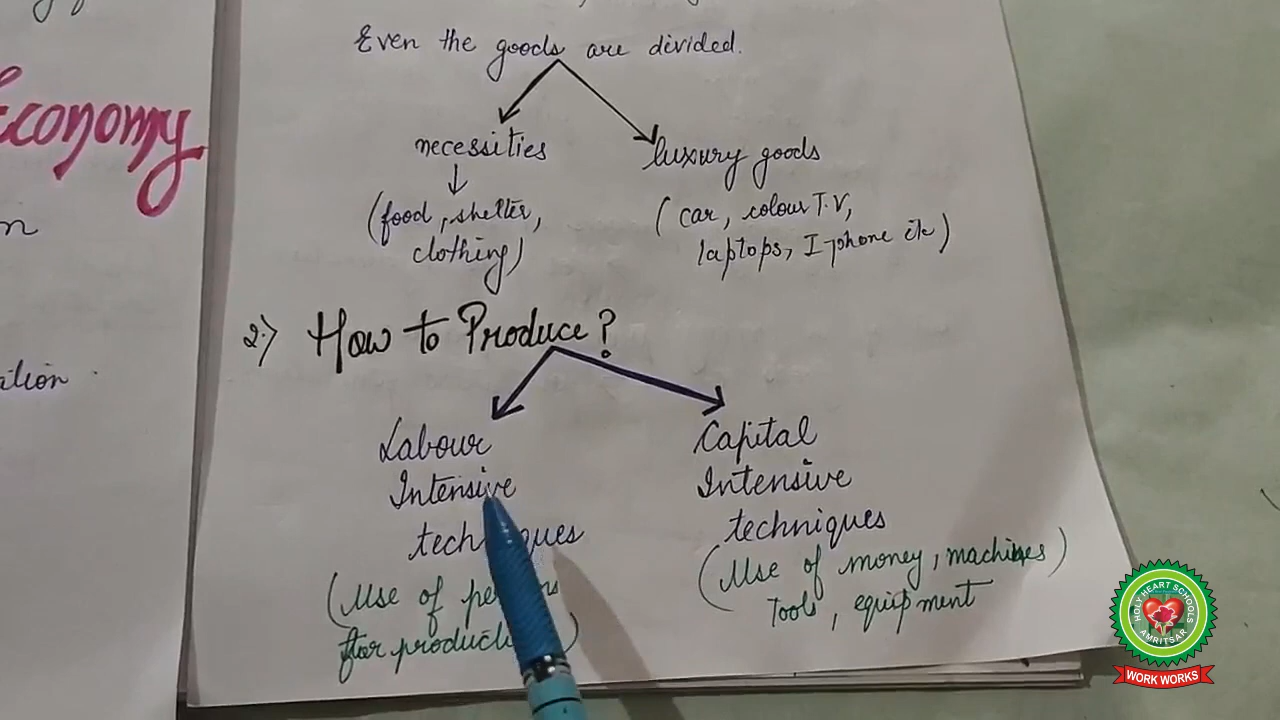 Economy
Even the goods are divided.
necessities
luxury goods
(food, shelter,
clothing)
( car, colour T.V,
laptops, I-phone etc )
2.) How to Produce?
Labour
Intensive
techniques
(Use of persons
for production)
Capital
Intensive
techniques
(Use of money, machines)
tools, equipment
HOLY HEART SCHOOLS
AMRITSAR
WORK WORKS